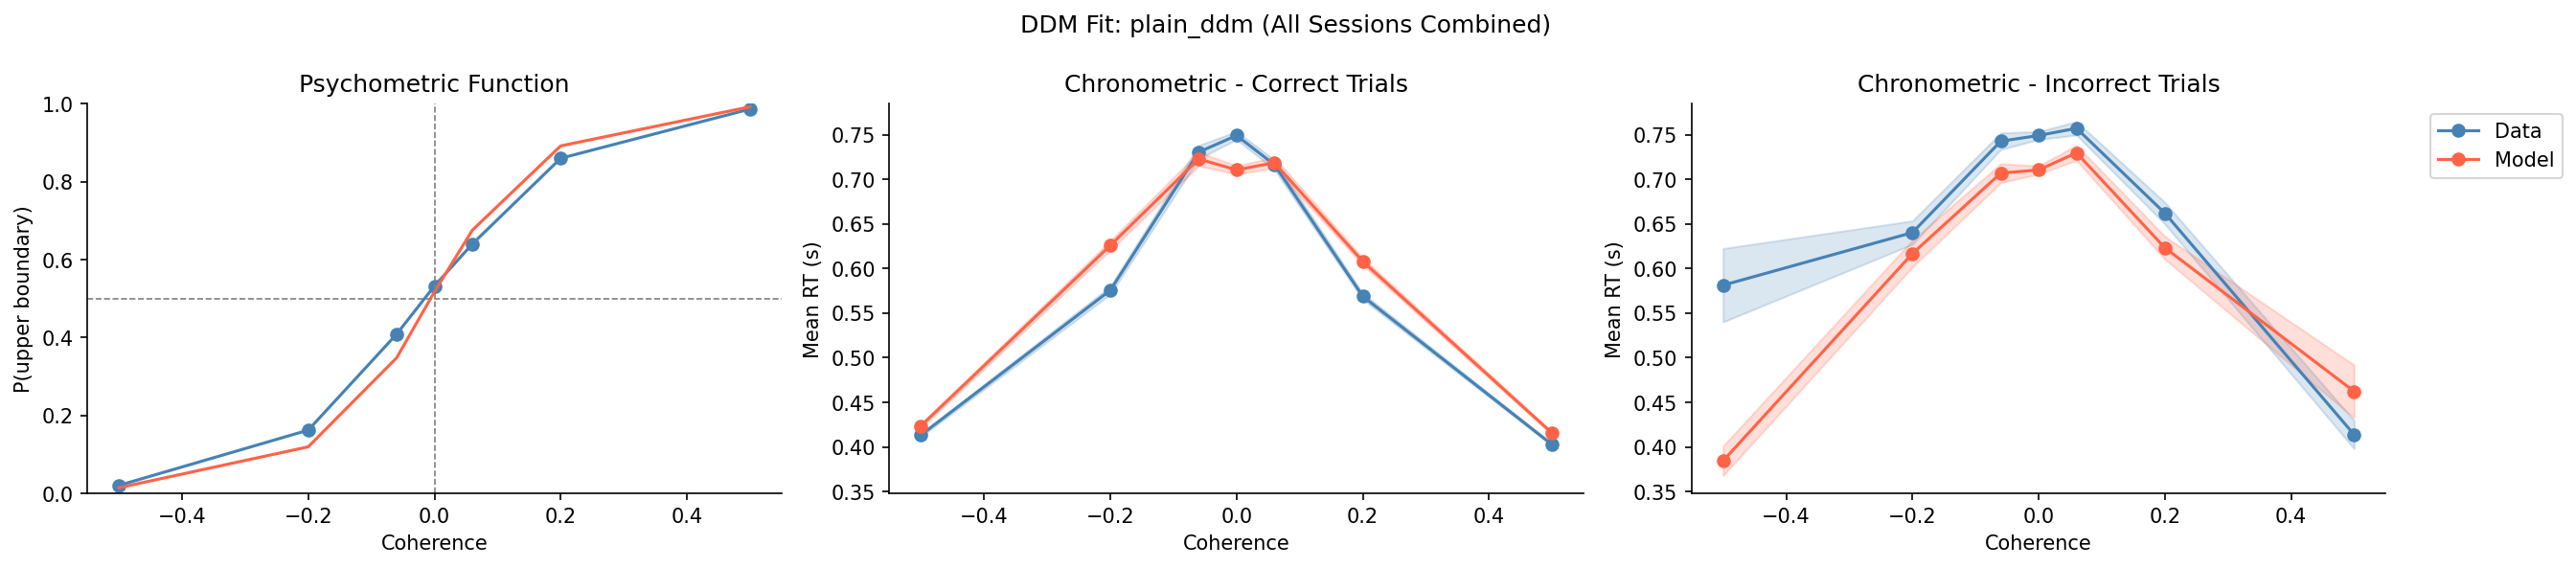 DDM Fit: plain_ddm (All Sessions Combined)
Psychometric Function
P(upper boundary)
1.0
0.8
0.6
0.4
0.2
0.0
−0.4 −0.2 0.0 0.2 0.4
Coherence
Chronometric - Correct Trials
Mean RT (s)
0.75
0.70
0.65
0.60
0.55
0.50
0.45
0.40
0.35
−0.4 −0.2 0.0 0.2 0.4
Coherence
Chronometric - Incorrect Trials
Mean RT (s)
0.75
0.70
0.65
0.60
0.55
0.50
0.45
0.40
0.35
−0.4 −0.2 0.0 0.2 0.4
Coherence
Data
Model